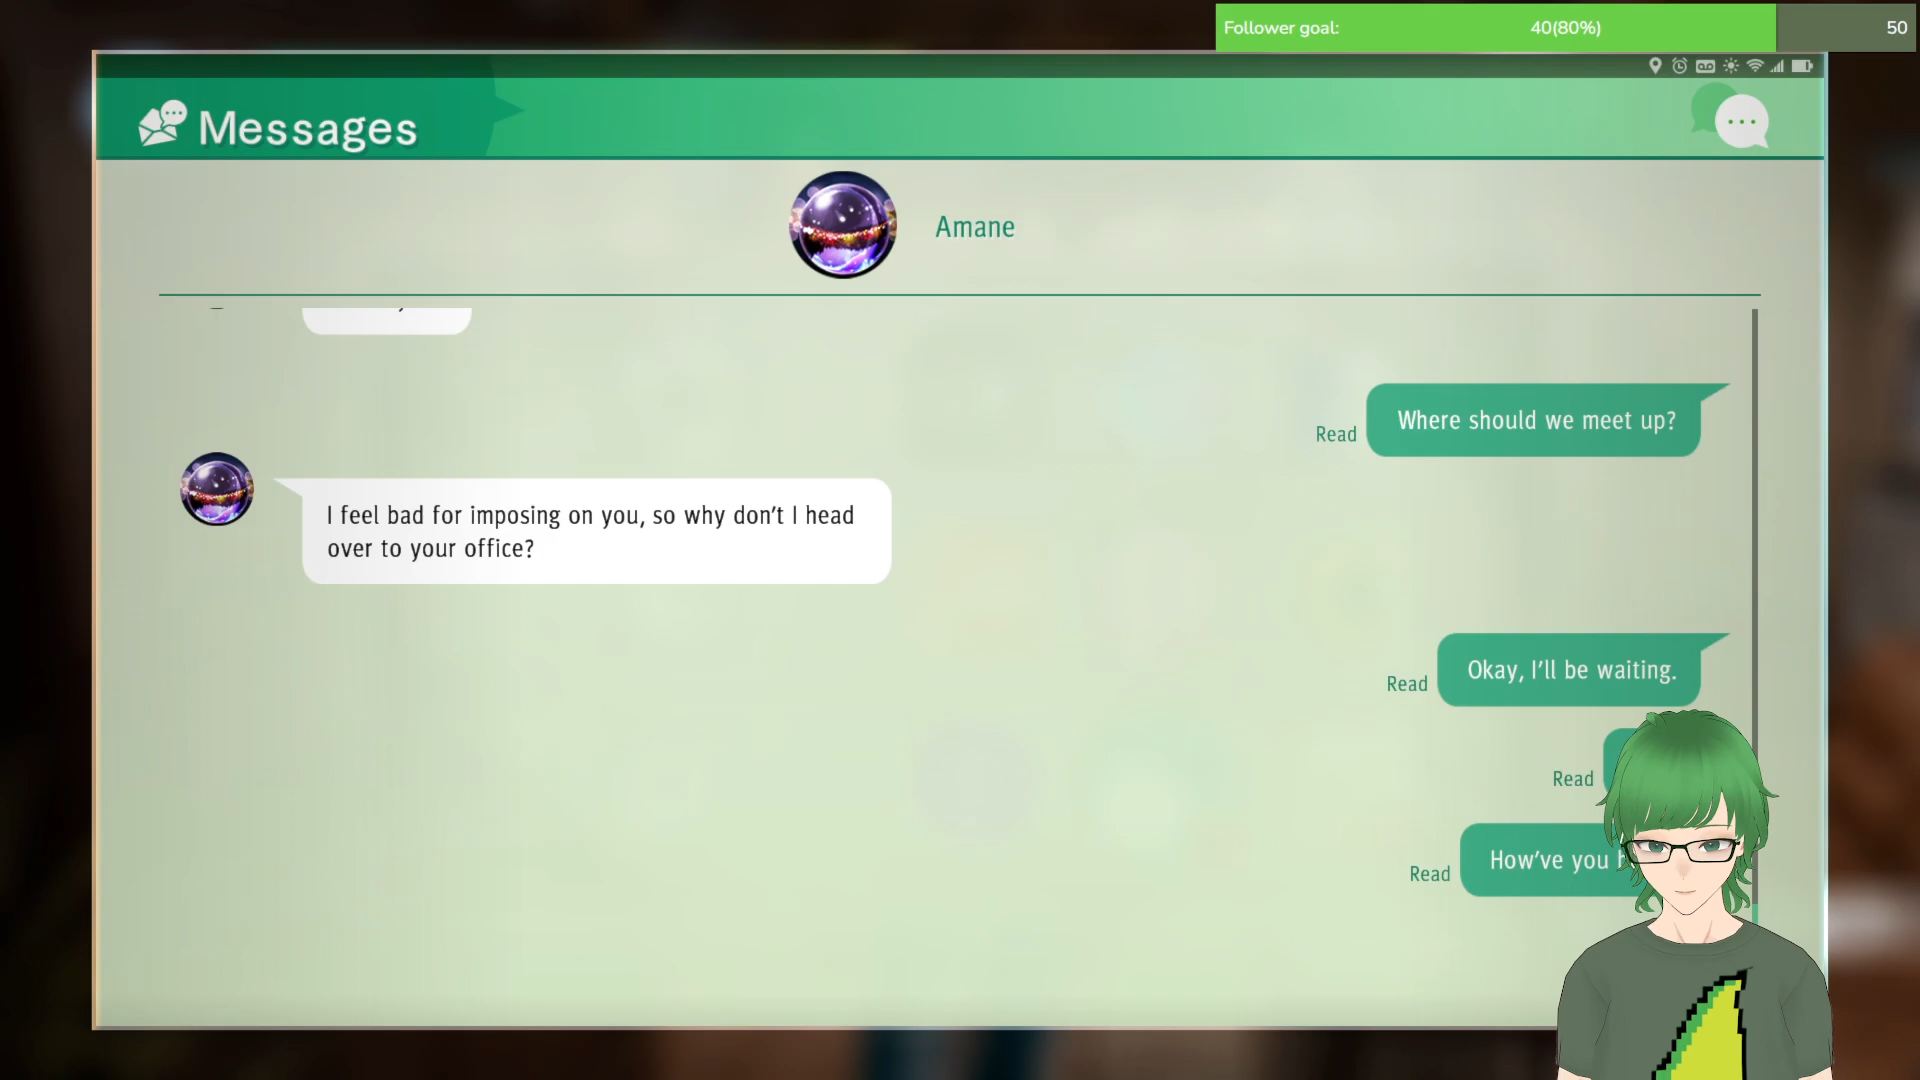 Follower goal: 40(80%) 50
Messages
Amane
Where should we meet up?
Read
I feel bad for imposing on you, so why don't I head
over to your office?
Okay, I'll be waiting.
Read
Read
How've you
Read